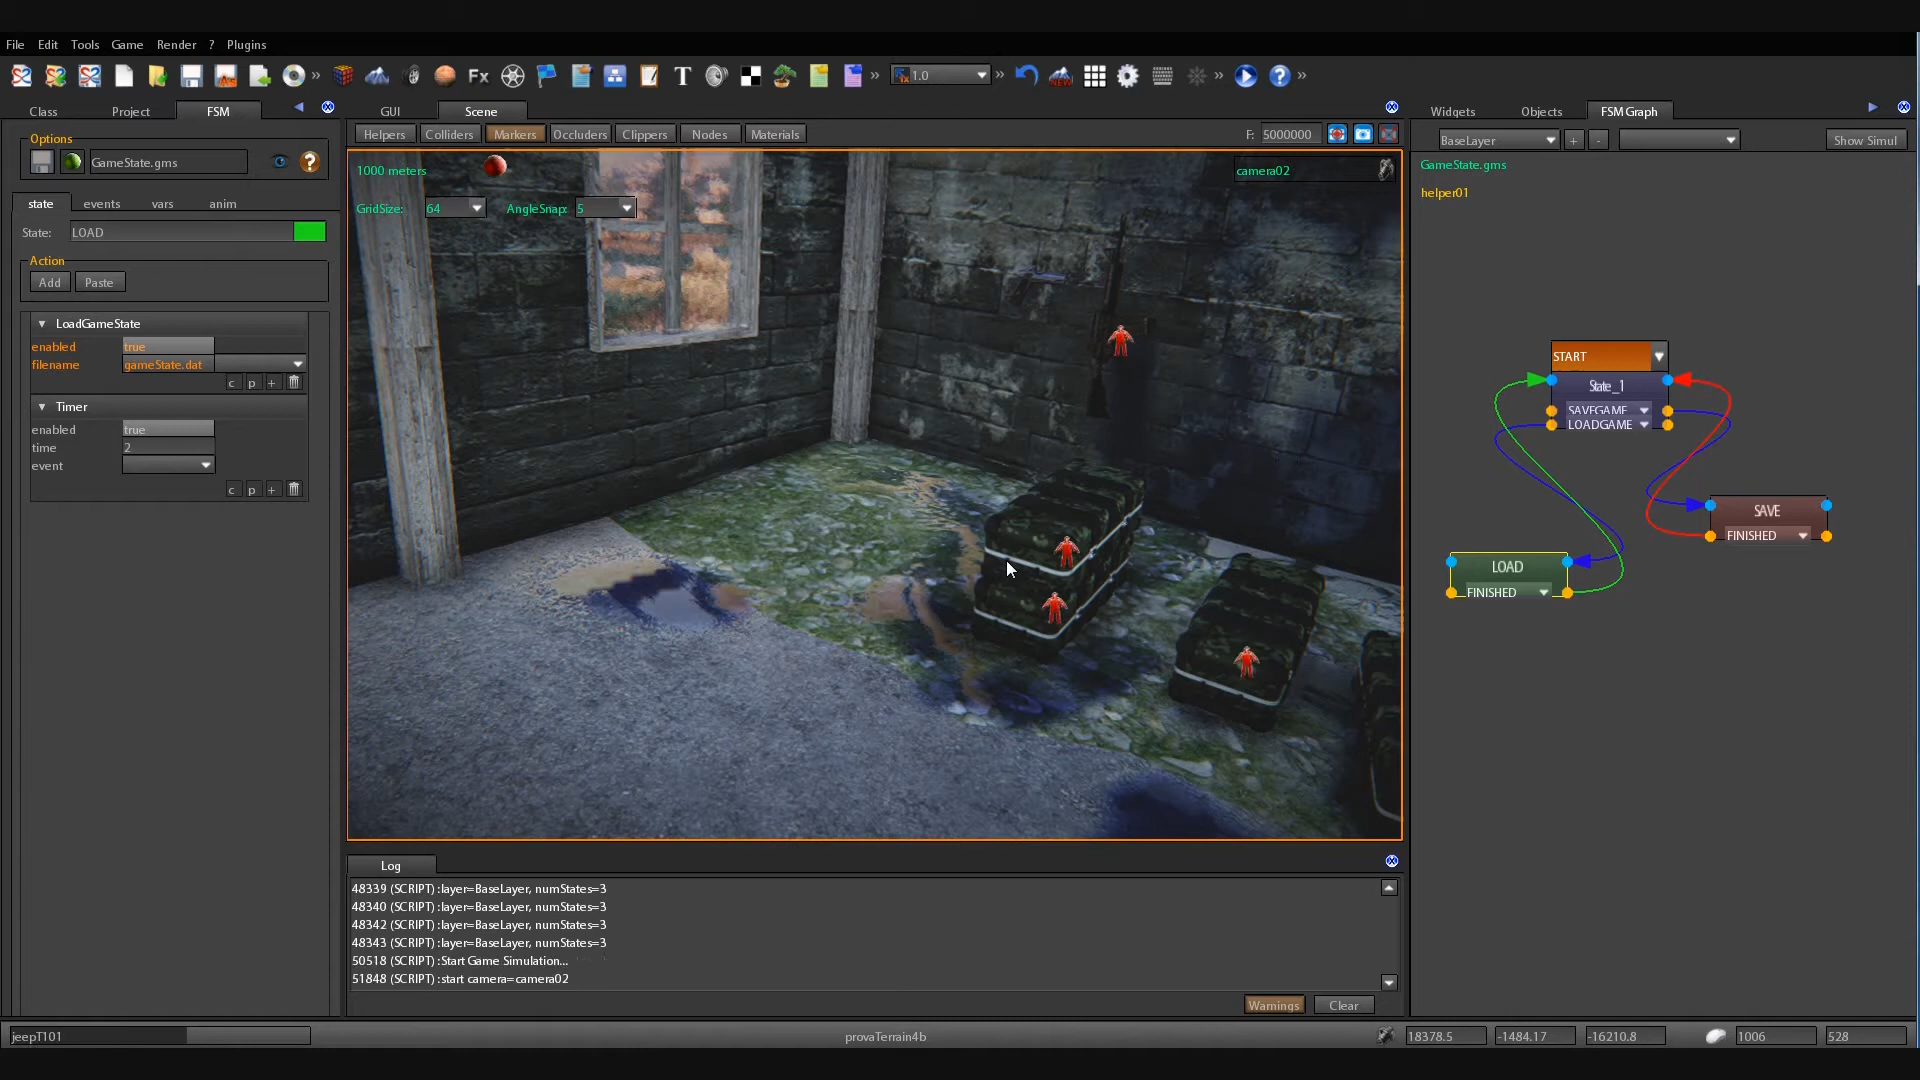 File Edit Tools Game Render ? Plugins
Fx T 1.0 NEW ?
Class Project FSM
GUI Scene
Widgets Objects FSM Graph
Options
GameState.gms
Helpers Colliders Markers Occluders Clippers Nodes Materials
F: 5000000
BaseLayer + - Show Simul
1000 meters
camera02
GameState.gms
helper01
GridSize: 64 AngleSnap: 5
state events vars anim
State: LOAD
Action
Add Paste
LoadGameState
enabled true
filename gameState.dat
c p +
Timer
enabled true
time 2
event
c p +
START
State_1
SAVEGAME
LOADGAME
SAVE
FINISHED
LOAD
FINISHED
Log
48339 (SCRIPT) :layer=BaseLayer, numStates=3
48340 (SCRIPT) :layer=BaseLayer, numStates=3
48342 (SCRIPT) :layer=BaseLayer, numStates=3
48343 (SCRIPT) :layer=BaseLayer, numStates=3
50518 (SCRIPT) :Start Game Simulation...
51848 (SCRIPT) :start camera=camera02
Warnings Clear
jeepT101 provaTerrain4b 18378.5 -1484.17 -16210.8 1006 528